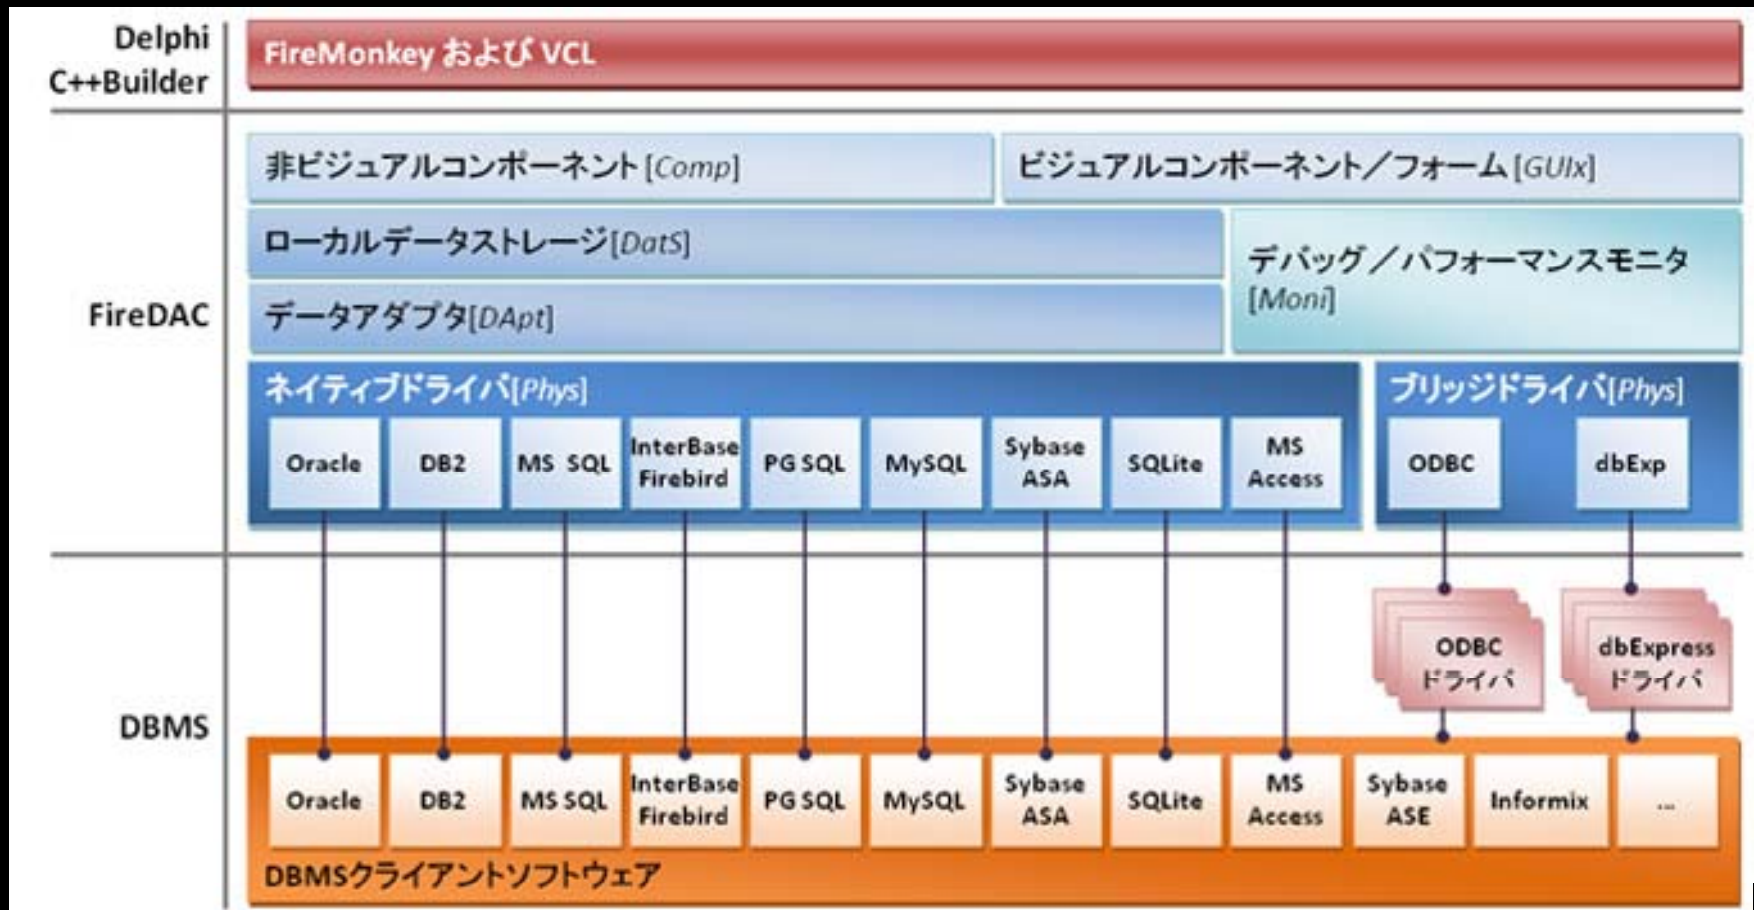 Delphi
C++Builder
FireMonkey および VCL
FireDAC
非ビジュアルコンポーネント [Comp]
ビジュアルコンポーネント／フォーム [GUIx]
ローカルデータストレージ[DatS]
デバッグ／パフォーマンスモニタ
[Moni]
データアダプタ[DApt]
ネイティブドライバ[Phys]
Oracle
DB2
MS SQL
InterBase
Firebird
PG SQL
MySQL
Sybase
ASA
SQLite
MS
Access
ブリッジドライバ[Phys]
ODBC
dbExp
DBMS
ODBC
ドライバ
dbExpress
ドライバ
Oracle
DB2
MS SQL
InterBase
Firebird
PG SQL
MySQL
Sybase
ASA
SQLite
MS
Access
Sybase
ASE
Informix
...
DBMSクライアントソフトウェア